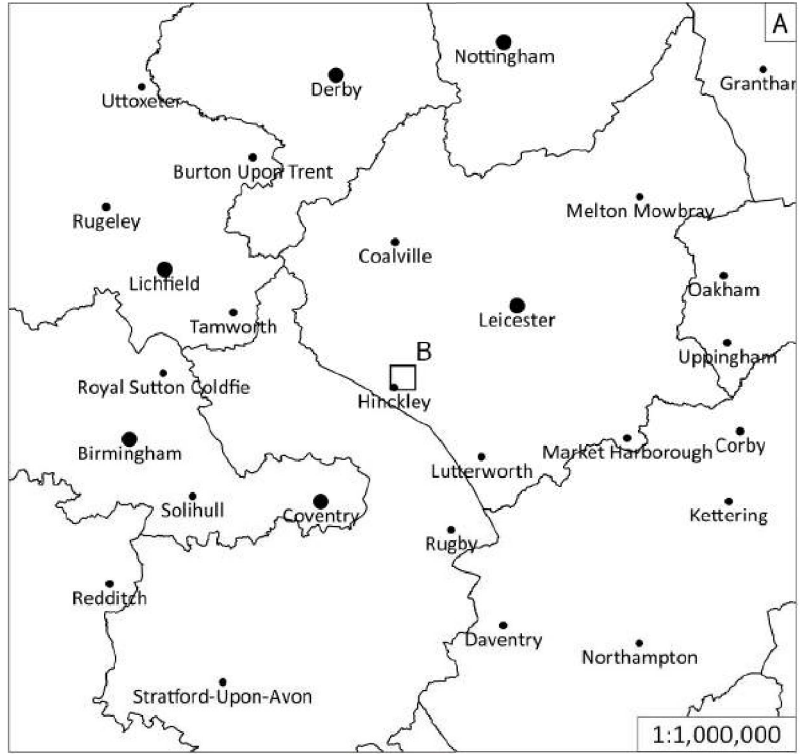 A
Nottingham
Derby
Granthar
Uttoxeter
Burton Upon Trent
Melton Mowbray
Rugeley
Coalville
Lichfield
Oakham
Leicester
Tamworth
B
Uppingham
Royal Sutton Coldfie
Hinckley
Birmingham
Market Harborough
Corby
Lutterworth
Solihull
Coventry
Kettering
Rugby
Redditch
Daventry
Northampton
Stratford-Upon-Avon
1:1,000,000